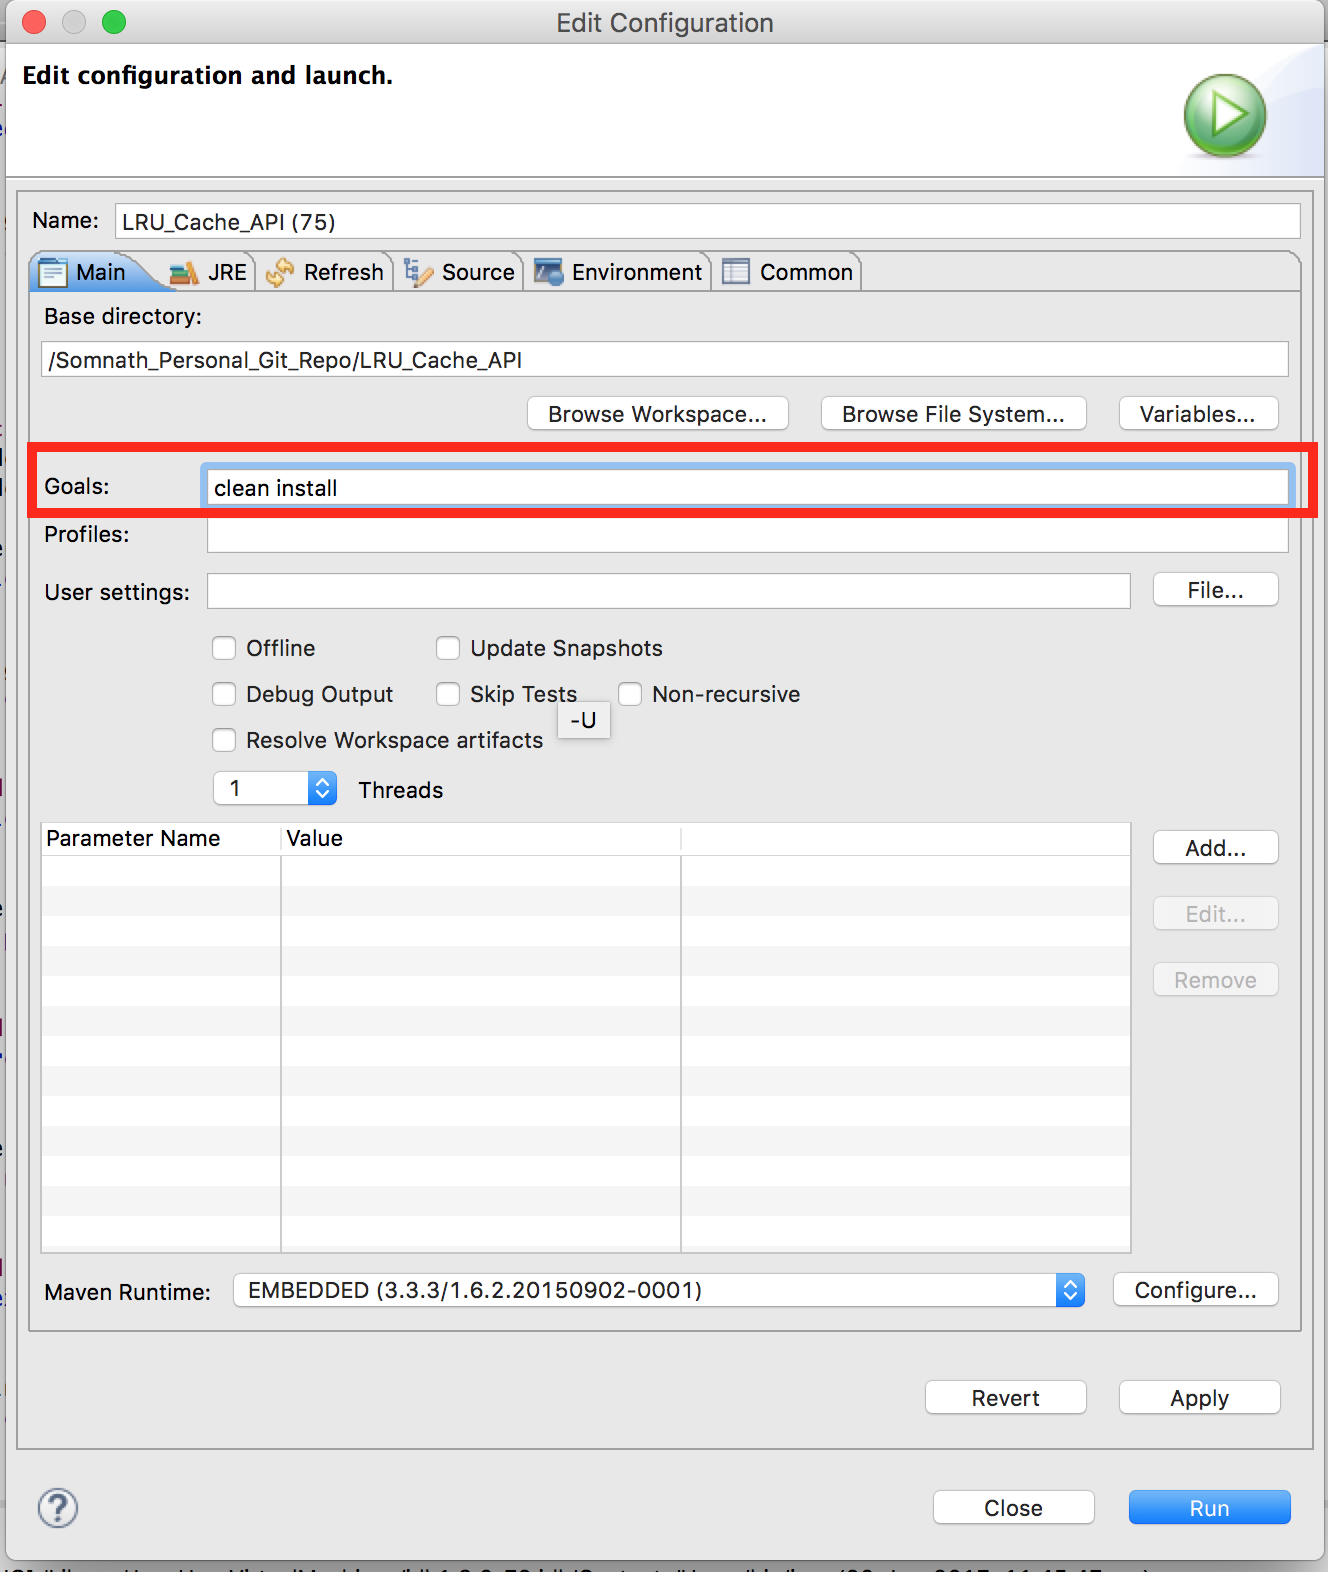 Edit Configuration
Edit configuration and launch.
Name: LRU_Cache_API (75)
Main JRE Refresh Source Environment Common
Base directory:
/Somnath_Personal_Git_Repo/LRU_Cache_API
Browse Workspace... Browse File System... Variables...
Goals: clean install
Profiles:
User settings: File...
Offline Update Snapshots
Debug Output Skip Tests Non-recursive
-U
Resolve Workspace artifacts
1 Threads
Parameter Name Value
Add...
Edit...
Remove
Maven Runtime: EMBEDDED (3.3.3/1.6.2.20150902-0001) Configure...
Revert Apply
? Close Run